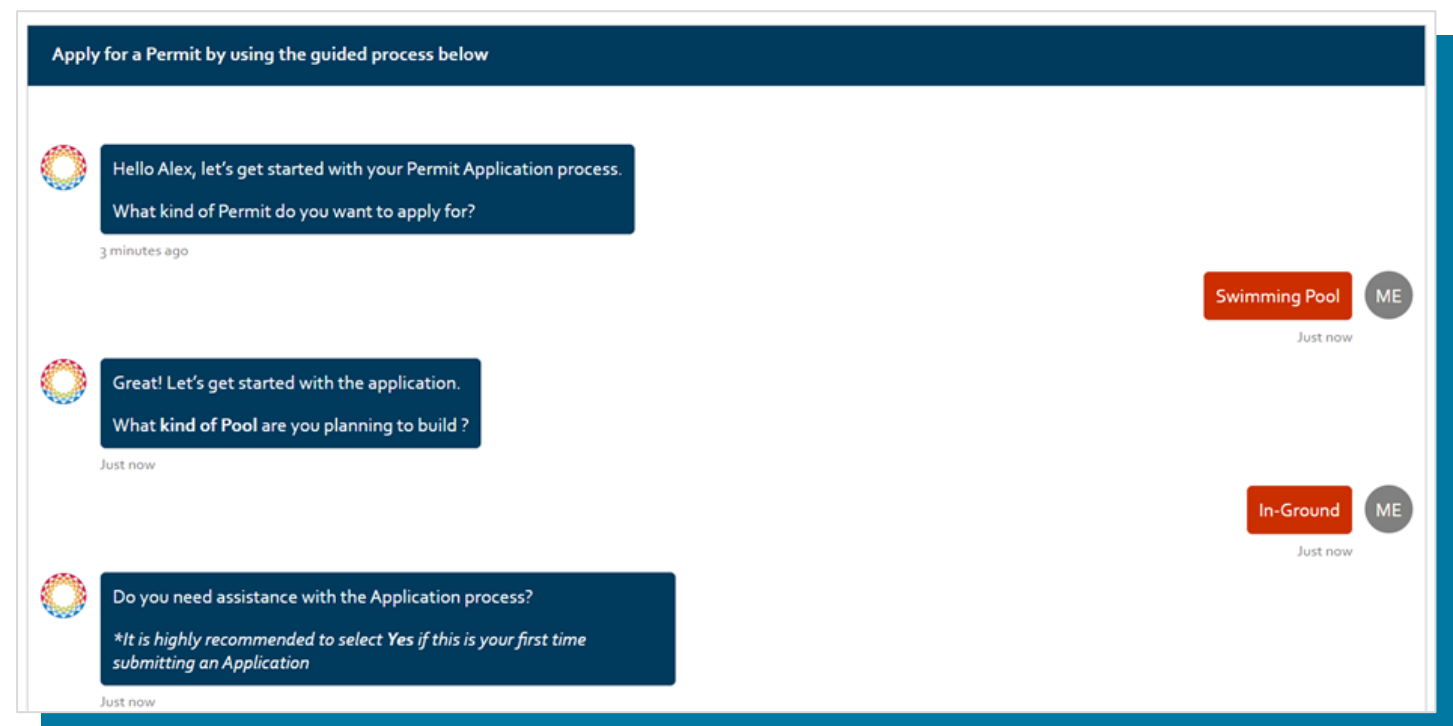 Apply for a Permit by using the guided process below
Hello Alex, let's get started with your Permit Application process.
What kind of Permit do you want to apply for?
3 minutes ago
Swimming Pool
ME
Just now
Great! Let's get started with the application.
What kind of Pool are you planning to build ?
Just now
In-Ground
ME
Just now
Do you need assistance with the Application process?
*It is highly recommended to select Yes if this is your first time
submitting an Application
Just now